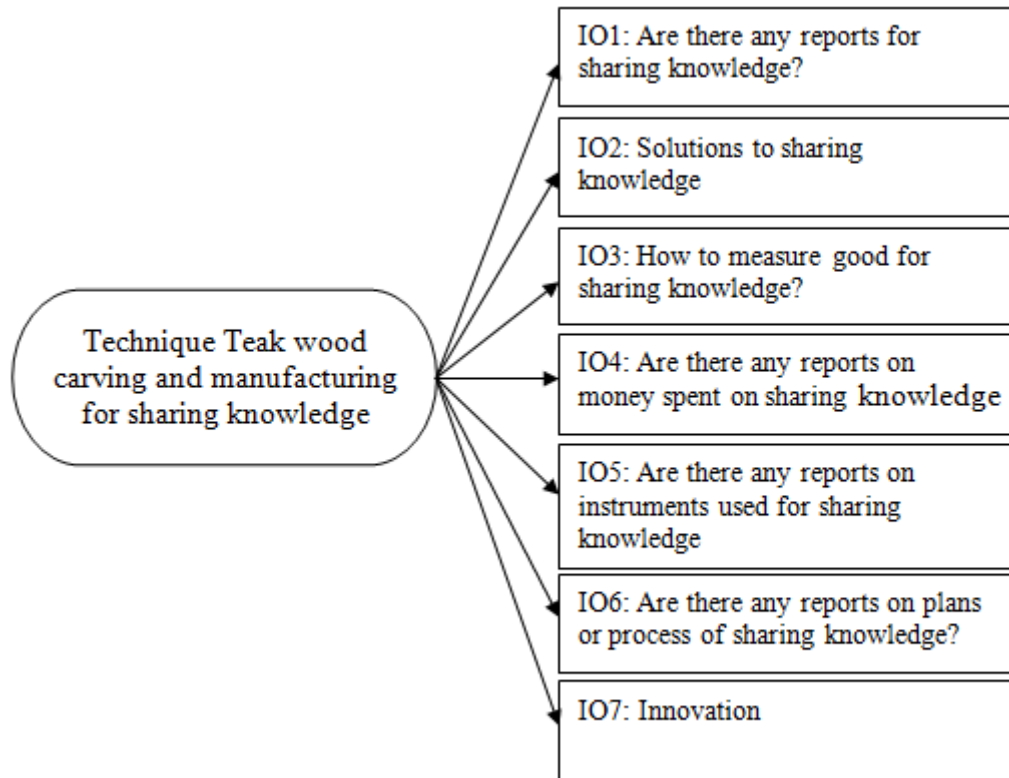 IO1: Are there any reports for
sharing knowledge?
IO2: Solutions to sharing
knowledge
IO3: How to measure good for
sharing knowledge?
Technique Teak wood
carving and manufacturing
for sharing knowledge
IO4: Are there any reports on
money spent on sharing knowledge
IO5: Are there any reports on
instruments used for sharing
knowledge
IO6: Are there any reports on plans
or process of sharing knowledge?
IO7: Innovation